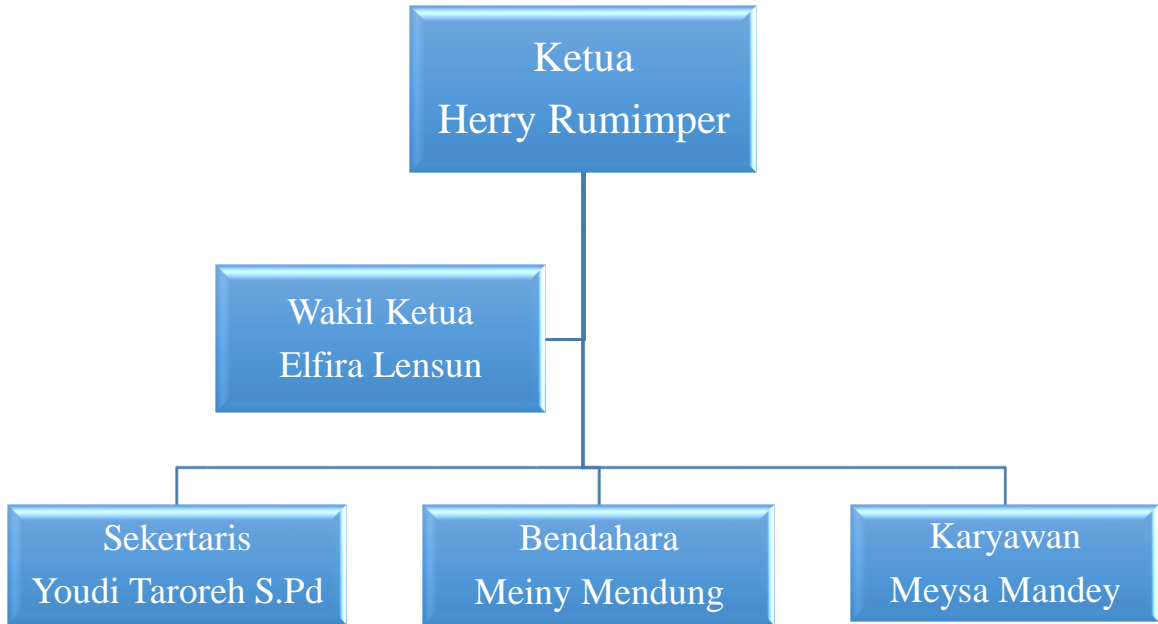 Ketua
Herry Rumimper
Wakil Ketua
Elfira Lensun
Sekertaris
Youdi Taroreh S.Pd
Bendahara
Meiny Mendung
Karyawan
Meysa Mandey